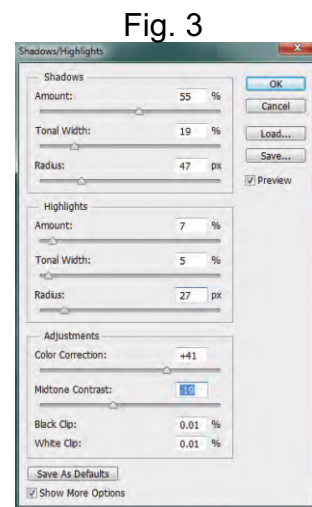 Fig. 3
Shadows/Highlights
Shadows
Amount: 55 %
Tonal Width: 19 %
Radius: 47 px
Highlights
Amount: 7 %
Tonal Width: 5 %
Radius: 27 px
Adjustments
Color Correction: +41
Midtone Contrast: -19
Black Clip: 0.01 %
White Clip: 0.01 %
Save As Defaults
Show More Options
OK
Cancel
Load...
Save...
Preview